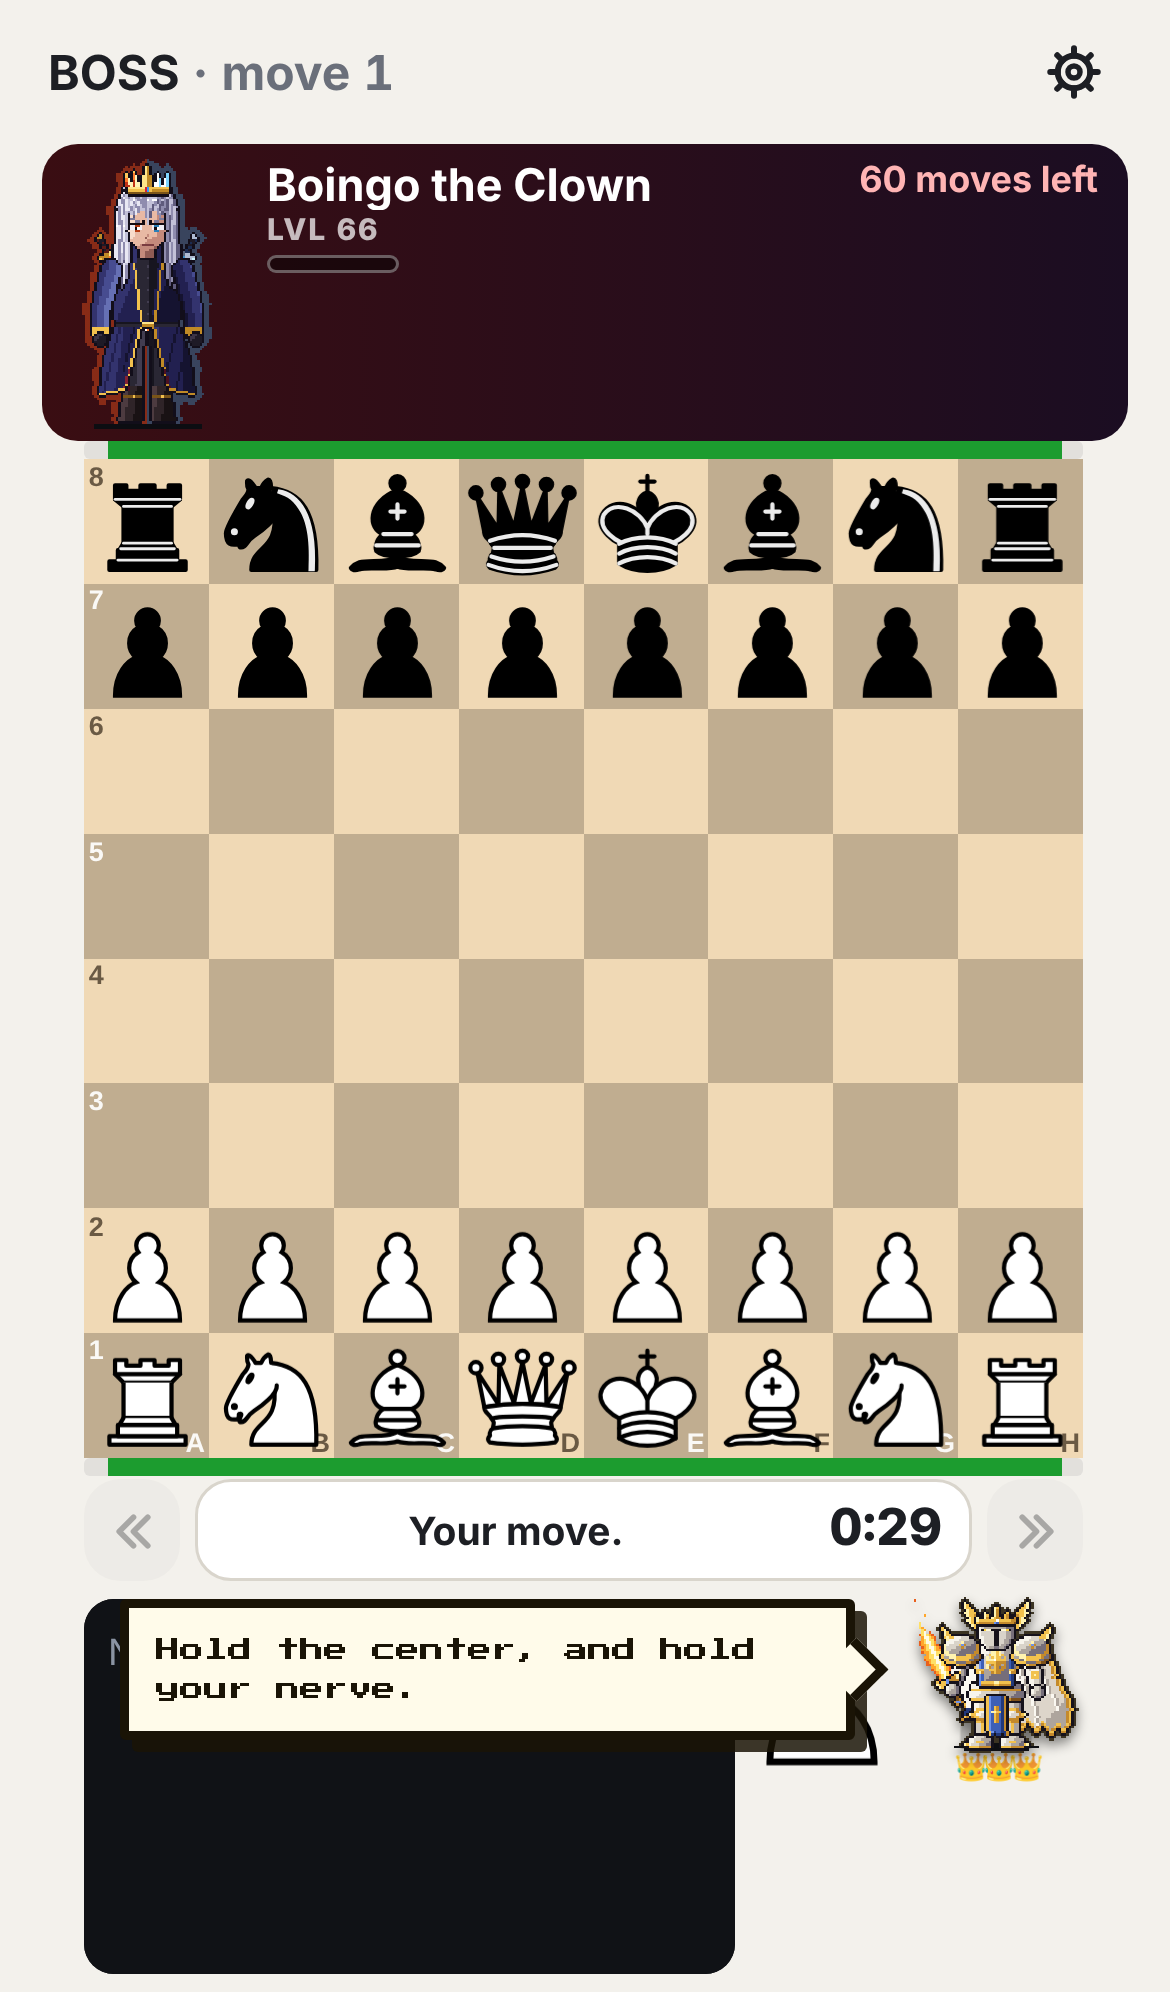 BOSS · move 1
Boingo the Clown
60 moves left
LVL 66
8
7
6
5
4
3
2
1
A B C D E F G H
Your move.
0:29
Hold the center, and hold
your nerve.